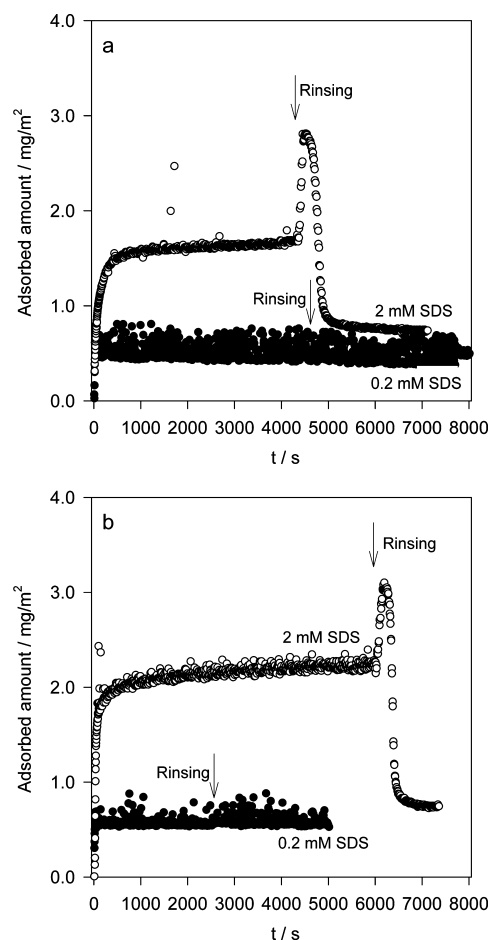 4.0
a
Rinsing
3.0
Adsorbed amount / mg/m²
2.0
Rinsing
1.0
2 mM SDS
0.2 mM SDS
0.0
0 1000 2000 3000 4000 5000 6000 7000 8000
t / s
4.0
b
Rinsing
3.0
2 mM SDS
Adsorbed amount / mg/m²
2.0
Rinsing
1.0
0.2 mM SDS
0.0
0 1000 2000 3000 4000 5000 6000 7000 8000
t / s